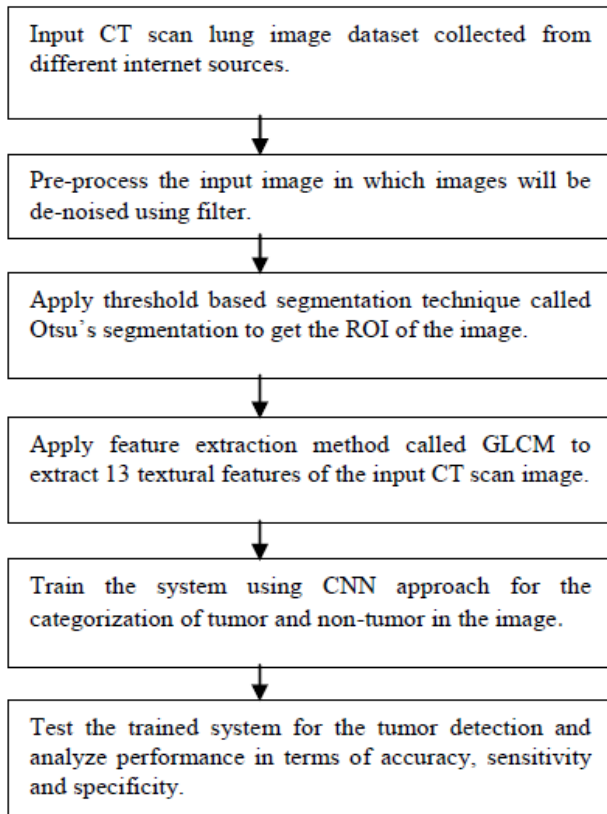 Input CT scan lung image dataset collected from
different internet sources.
Pre-process the input image in which images will be
de-noised using filter.
Apply threshold based segmentation technique called
Otsu's segmentation to get the ROI of the image.
Apply feature extraction method called GLCM to
extract 13 textural features of the input CT scan image.
Train the system using CNN approach for the
categorization of tumor and non-tumor in the image.
Test the trained system for the tumor detection and
analyze performance in terms of accuracy, sensitivity
and specificity.